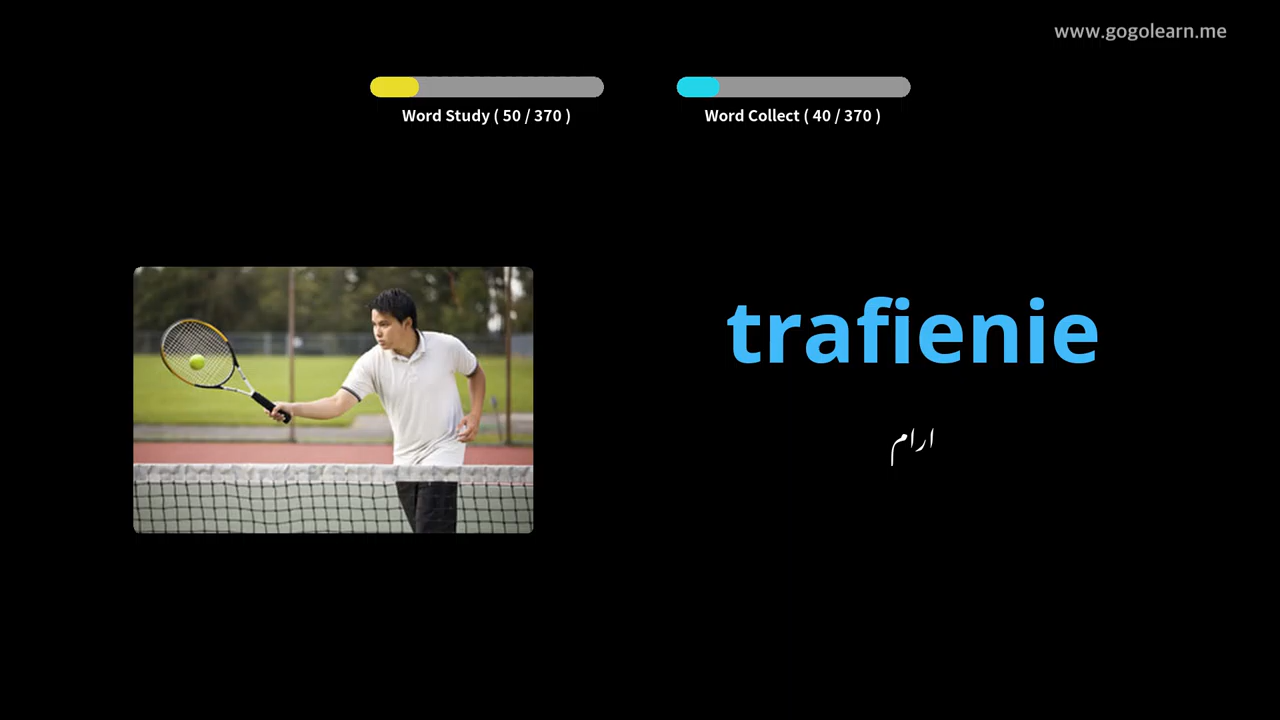 www.gogolearn.me
Word Study ( 50 / 370 )
Word Collect ( 40 / 370 )
trafienie
ارام